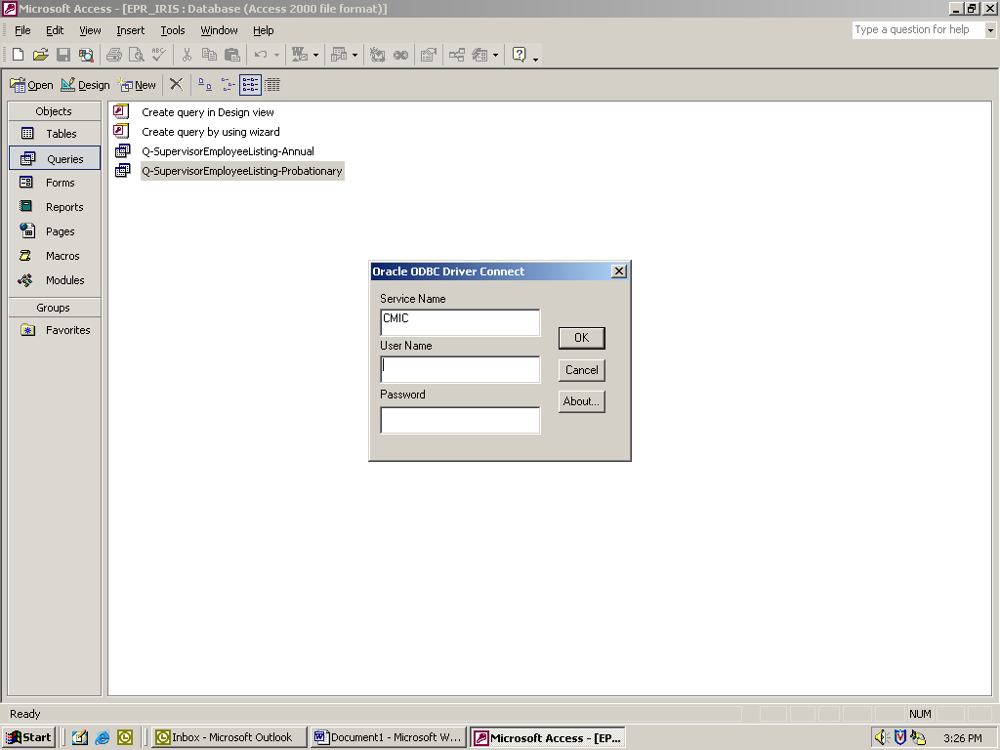 Microsoft Access - [EPR_IRIS : Database (Access 2000 file format)]
File Edit View Insert Tools Window Help
Type a question for help
Open Design New
Objects
Tables
Queries
Forms
Reports
Pages
Macros
Modules
Groups
Favorites
Create query in Design view
Create query by using wizard
Q-SupervisorEmployeeListing-Annual
Q-SupervisorEmployeeListing-Probationary
Oracle ODBC Driver Connect
Service Name
CMIC
User Name
Password
OK
Cancel
About...
Ready
NUM
Start
Inbox - Microsoft Outlook
Document1 - Microsoft W...
Microsoft Access - [EP...
3:26 PM